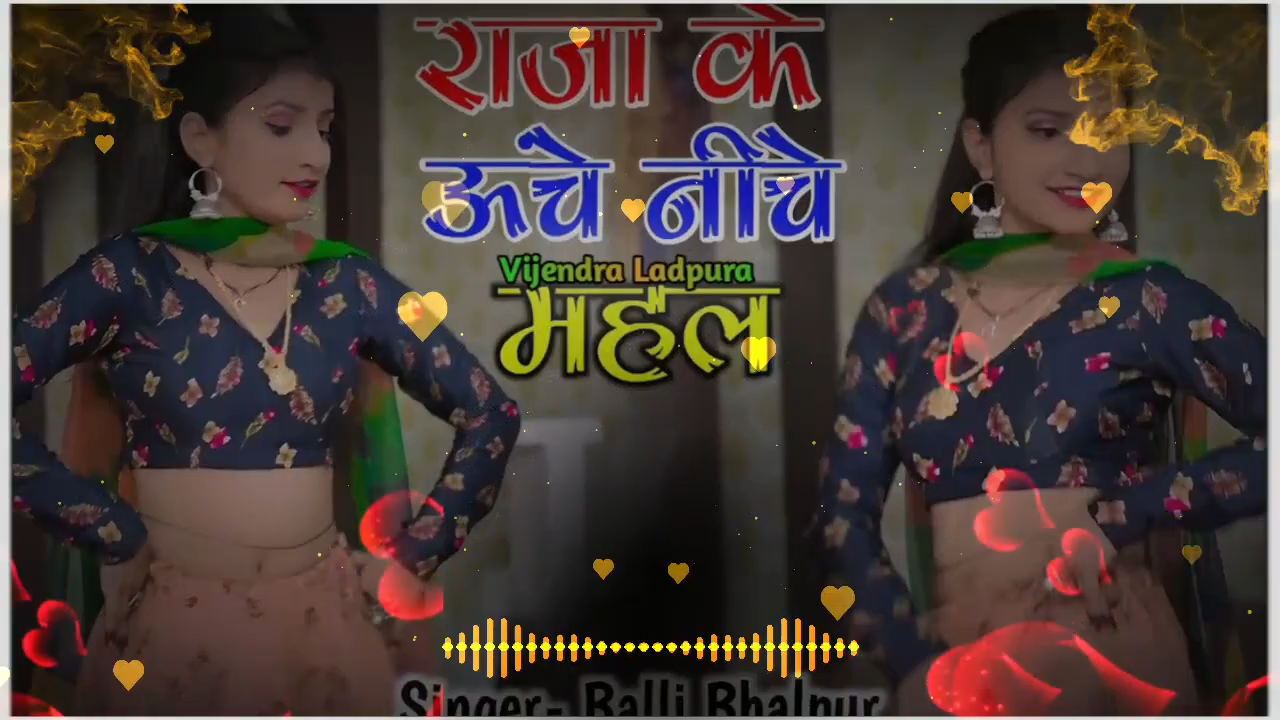 राजा के
ऊचे नीचे
Vijendra Ladpura
महल
Singer- Balli Bhalpur